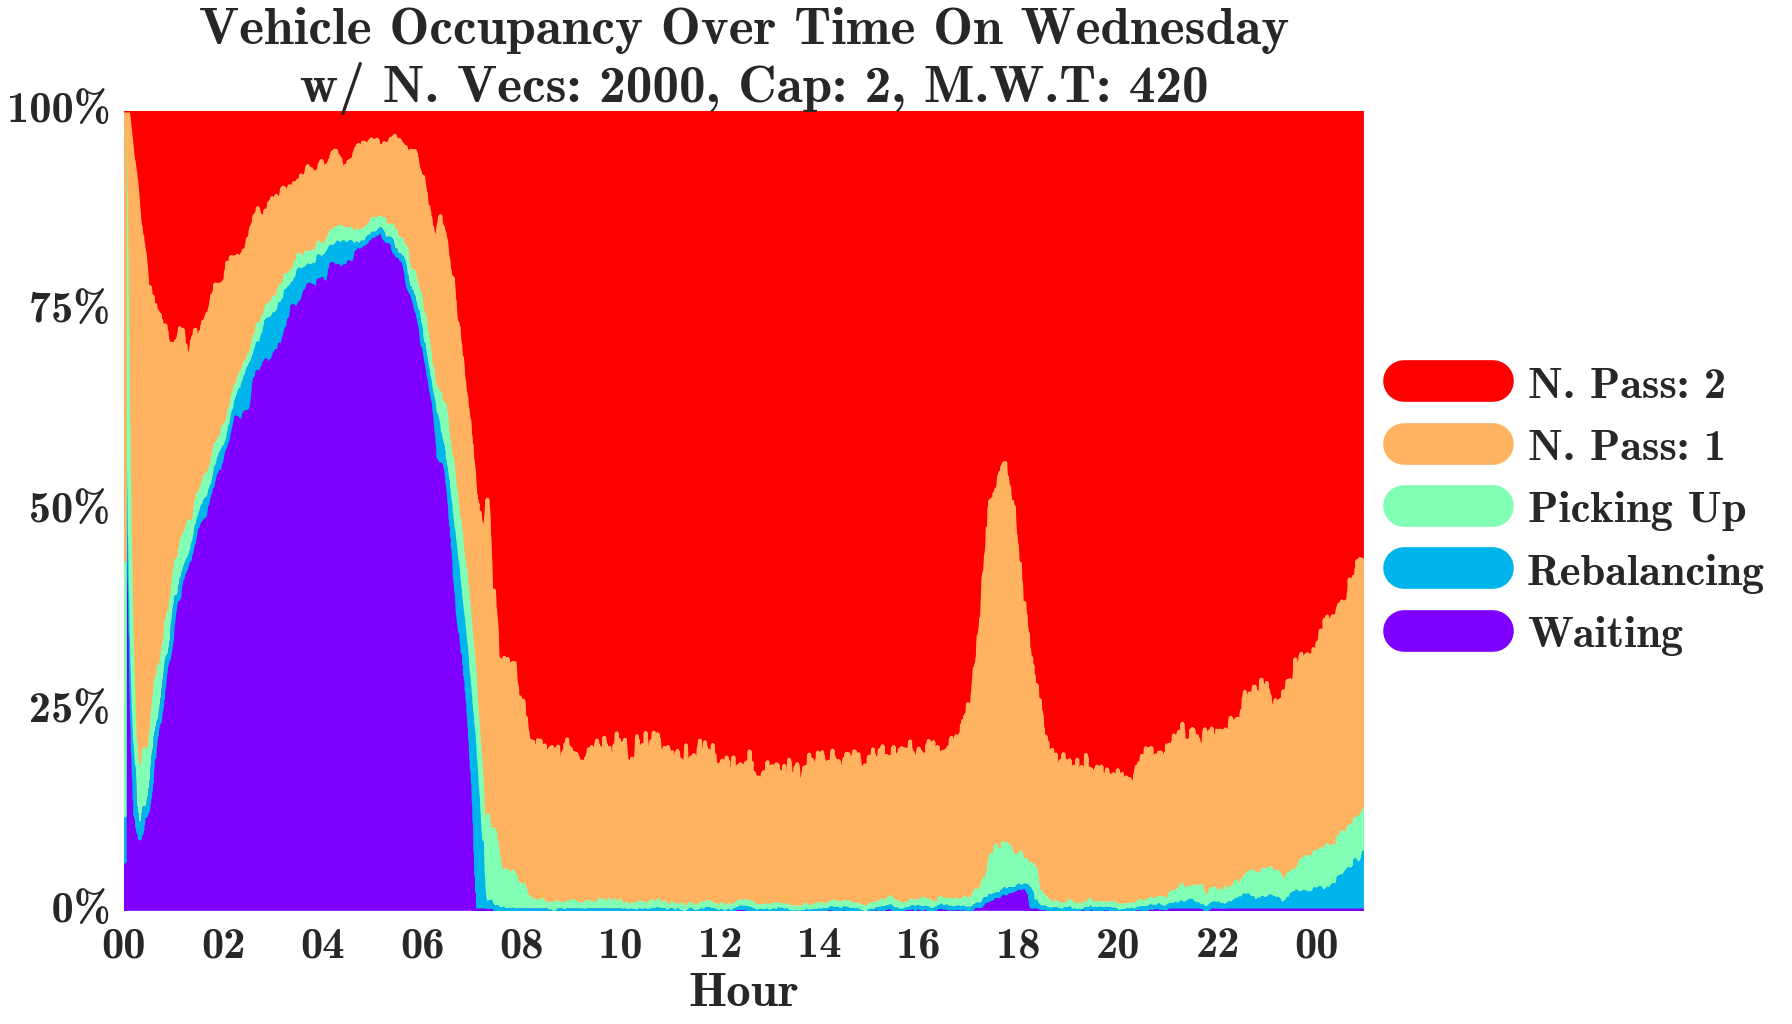 Vehicle Occupancy Over Time On Wednesday
w/ N. Vecs: 2000, Cap: 2, M.W.T: 420
100%
75%
50%
25%
0%
00 02 04 06 08 10 12 14 16 18 20 22 00
Hour
N. Pass: 2
N. Pass: 1
Picking Up
Rebalancing
Waiting